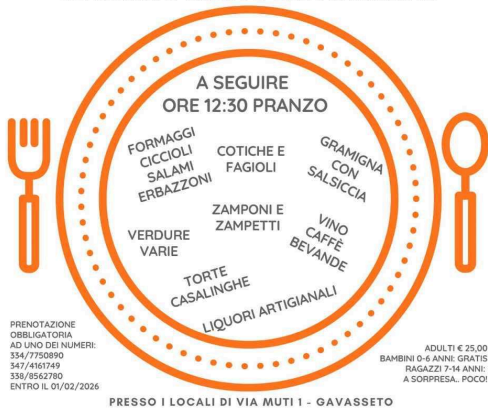 A SEGUIRE
ORE 12:30 PRANZO
FORMAGGI
CICCIOLI
SALAMI
ERBAZZONI
COTICHE E
FAGIOLI
GRAMIGNA
CON
SALSICCIA
ZAMPONI E
ZAMPETTI
VERDURE
VARIE
VINO
CAFFÈ
BEVANDE
TORTE
CASALINGHE
LIQUORI ARTIGIANALI
PRENOTAZIONE
OBBLIGATORIA
AD UNO DEI NUMERI:
334/7750890
347/4161749
338/8562780
ENTRO IL 01/02/2026
ADULTI € 25,00
BAMBINI 0-6 ANNI: GRATIS
RAGAZZI 7-14 ANNI:
A SORPRESA.. POCO!
PRESSO I LOCALI DI VIA MUTI 1 - GAVASSETO